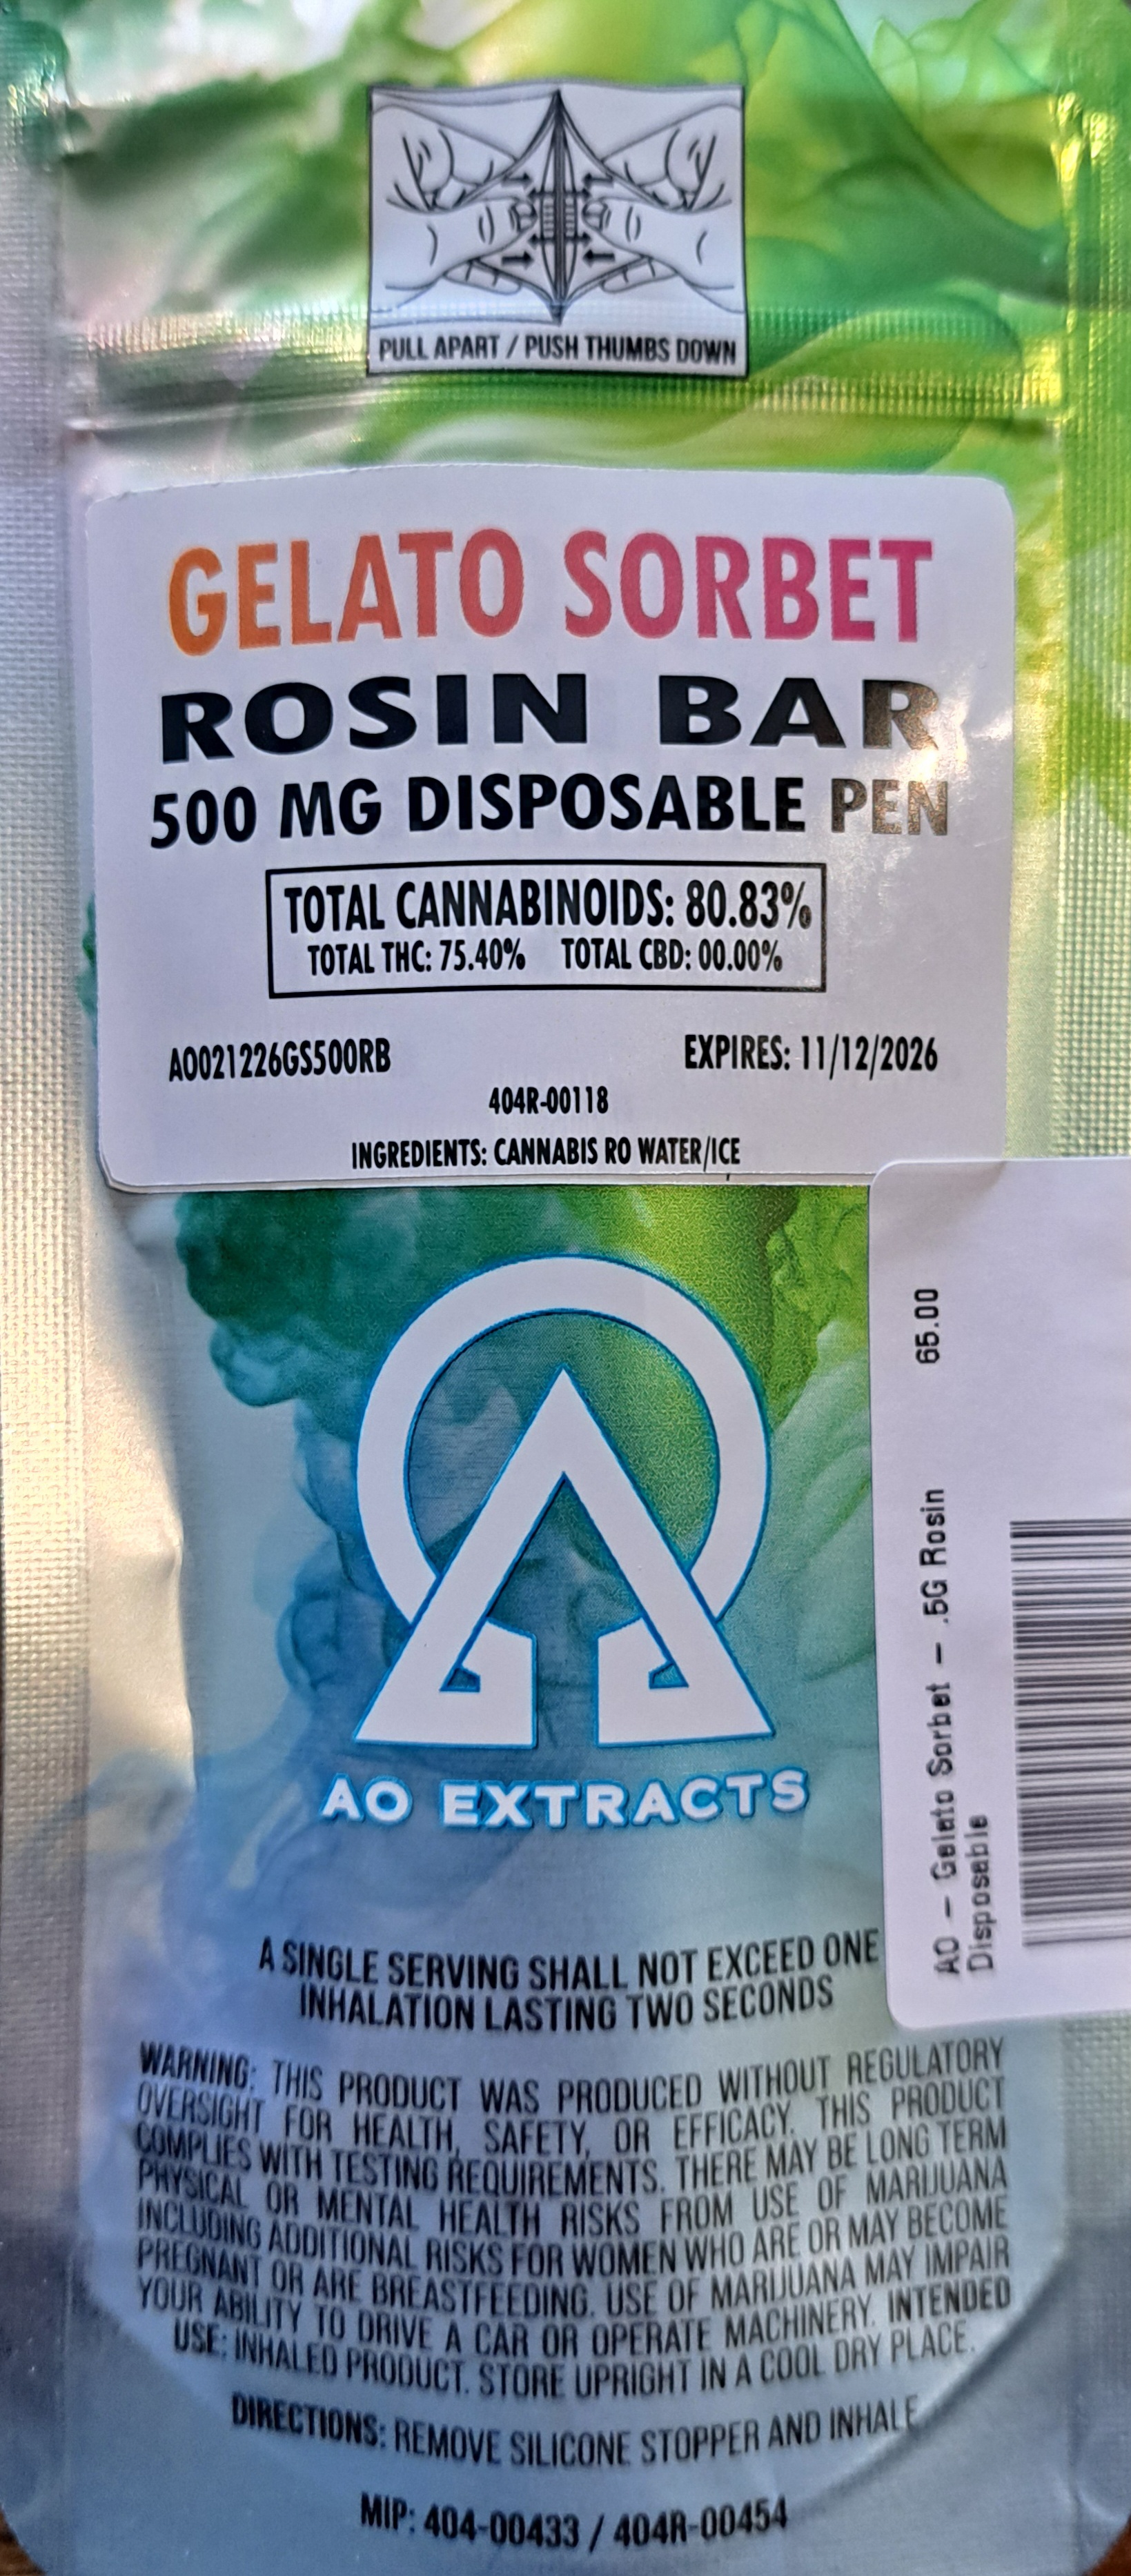 PULL APART / PUSH THUMBS DOWN
GELATO SORBET
ROSIN BAR
500 MG DISPOSABLE PEN
TOTAL CANNABINOIDS: 80.83%
TOTAL THC: 75.40% TOTAL CBD: 00.00%
AO021226GS500RB EXPIRES: 11/12/2026
404R-00118
INGREDIENTS: CANNABIS RO WATER/ICE
AO EXTRACTS
AO - Gelato Sorbet - .5G Rosin 65.00
Disposable
A SINGLE SERVING SHALL NOT EXCEED ONE
INHALATION LASTING TWO SECONDS
WARNING: THIS PRODUCT WAS PRODUCED WITHOUT REGULATORY
OVERSIGHT FOR HEALTH, SAFETY, OR EFFICACY. THIS PRODUCT
COMPLIES WITH TESTING REQUIREMENTS. THERE MAY BE LONG TERM
PHYSICAL OR MENTAL HEALTH RISKS FROM USE OF MARIJUANA
INCLUDING ADDITIONAL RISKS FOR WOMEN WHO ARE OR MAY BECOME
PREGNANT OR ARE BREASTFEEDING. USE OF MARIJUANA MAY IMPAIR
YOUR ABILITY TO DRIVE A CAR OR OPERATE MACHINERY. INTENDED
USE: INHALED PRODUCT. STORE UPRIGHT IN A COOL DRY PLACE.
DIRECTIONS: REMOVE SILICONE STOPPER AND INHALE
MIP: 404-00433 / 404R-00454